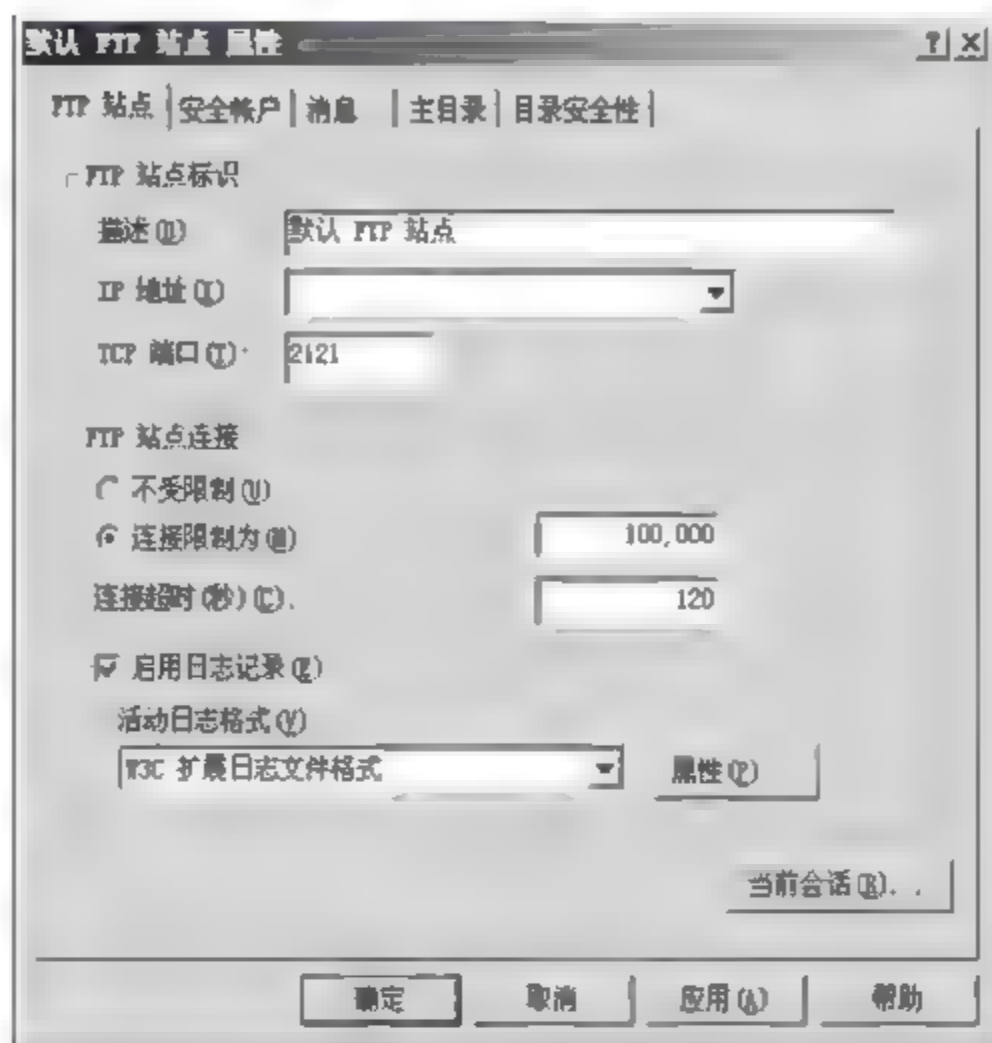 默认 FTP 站点 属性
FTP 站点 安全帐户 消息 主目录 目录安全性
FTP 站点标识
描述(D)
默认 FTP 站点
IP 地址(I)
TCP 端口(T):
2121
FTP 站点连接
不受限制(U)
连接限制为(M)
100,000
连接超时(秒)(C).
120
启用日志记录(E)
活动日志格式(V)
W3C 扩展日志文件格式
属性(P)
当前会话(R)..
确定 取消 应用(A) 帮助